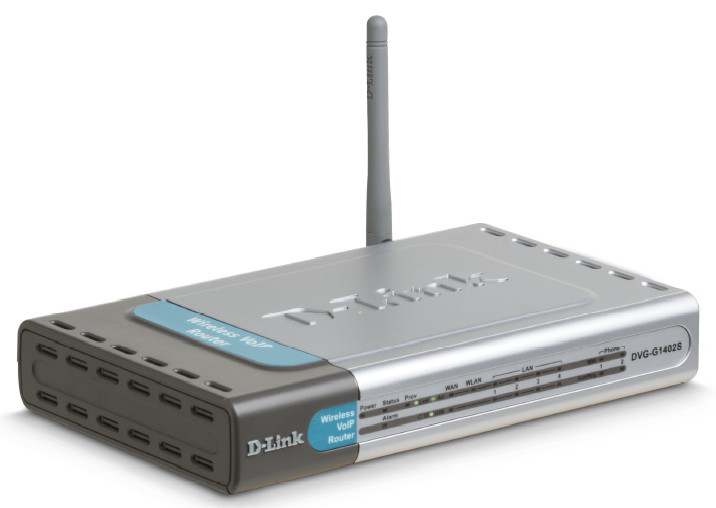 D-Link
D-Link
Wireless VoIP
Router
DVG-G1402S
Phone
1 2
LAN
1 2 3 4
WAN WLAN
Power Status Prov
Alarm
Wireless
VoIP
Router
D-Link